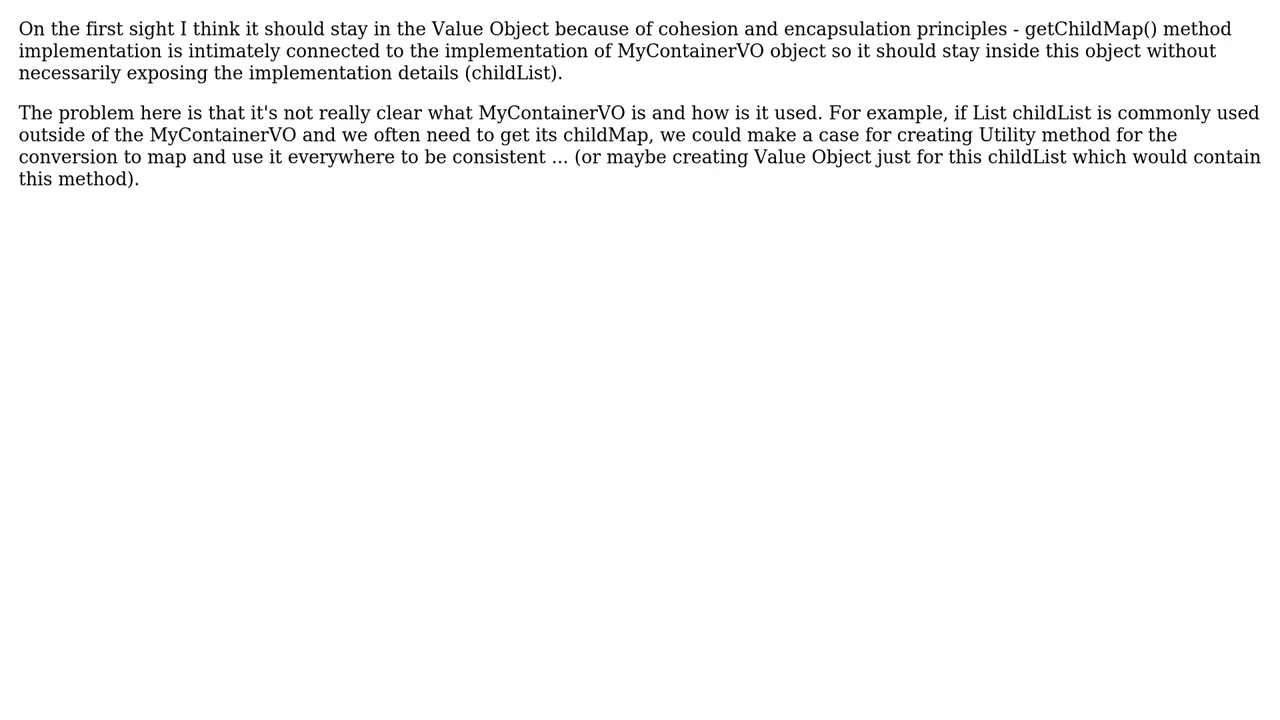 On the first sight I think it should stay in the Value Object because of cohesion and encapsulation principles - getChildMap() method
implementation is intimately connected to the implementation of MyContainerVO object so it should stay inside this object without
necessarily exposing the implementation details (childList).
The problem here is that it's not really clear what MyContainerVO is and how is it used. For example, if List childList is commonly used
outside of the MyContainerVO and we often need to get its childMap, we could make a case for creating Utility method for the
conversion to map and use it everywhere to be consistent ... (or maybe creating Value Object just for this childList which would contain
this method).